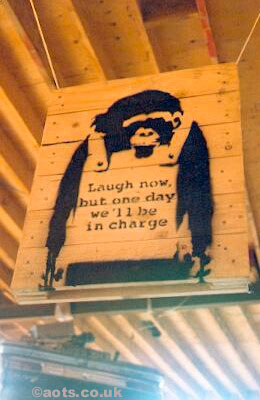 Laugh now,
but one day
we'll be
in charge
©aots.co.uk